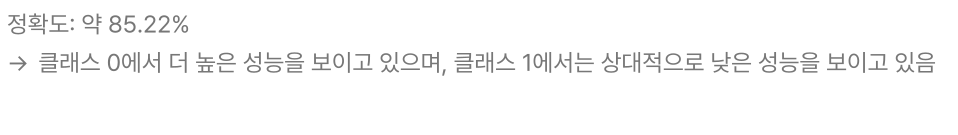 정확도: 약 85.22%
→ 클래스 0에서 더 높은 성능을 보이고 있으며, 클래스 1에서는 상대적으로 낮은 성능을 보이고 있음